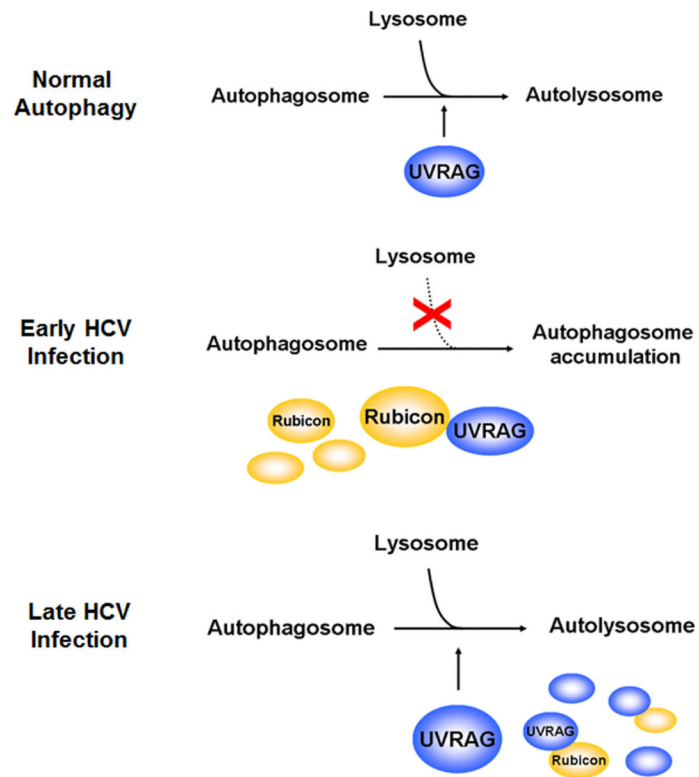 Lysosome
Normal
Autophagy
Autophagosome
Autolysosome
UVRAG
Lysosome
Early HCV
Infection
Autophagosome
Autophagosome
accumulation
Rubicon
Rubicon
UVRAG
Lysosome
Late HCV
Infection
Autophagosome
Autolysosome
UVRAG
UVRAG
Rubicon